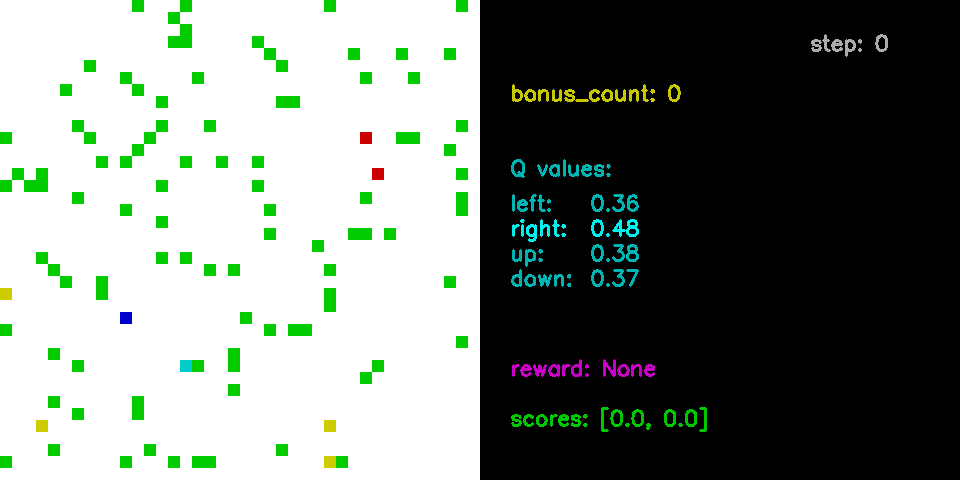 step: 0
bonus_count: 0
Q values:
left: 0.36
right: 0.48
up: 0.38
down: 0.37
reward: None
scores: [0.0, 0.0]